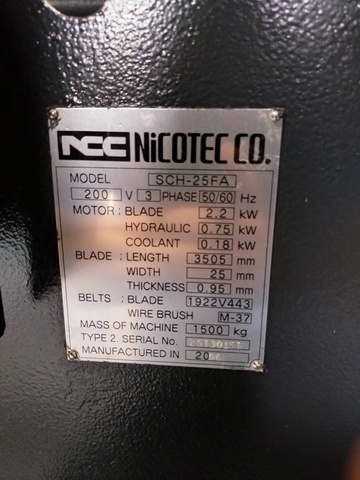 NCC NiCOTEC CO.
MODEL SCH-25FA
200 V 3 PHASE 50/60 Hz
MOTOR: BLADE 2.2 kW
HYDRAULIC 0.75 kW
COOLANT 0.18 kW
BLADE: LENGTH 3505 mm
WIDTH 25 mm
THICKNESS 0.95 mm
BELTS: BLADE 1922V443
WIRE BRUSH M-37
MASS OF MACHINE 1500 kg
TYPE 2. SERIAL No.
MANUFACTURED IN